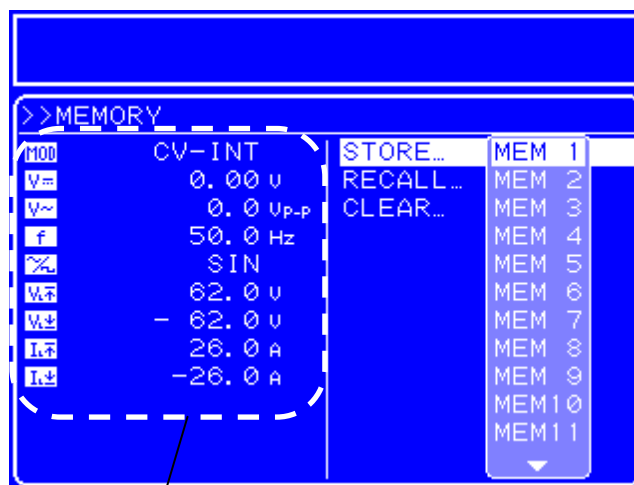 >>MEMORY
MOD CV-INT
V⎓ 0.00 V
V~ 0.0 Vp-p
f 50.0 Hz
SIN
62.0 V
- 62.0 V
26.0 A
-26.0 A
STORE…
RECALL…
CLEAR…
MEM 1
MEM 2
MEM 3
MEM 4
MEM 5
MEM 6
MEM 7
MEM 8
MEM 9
MEM10
MEM11